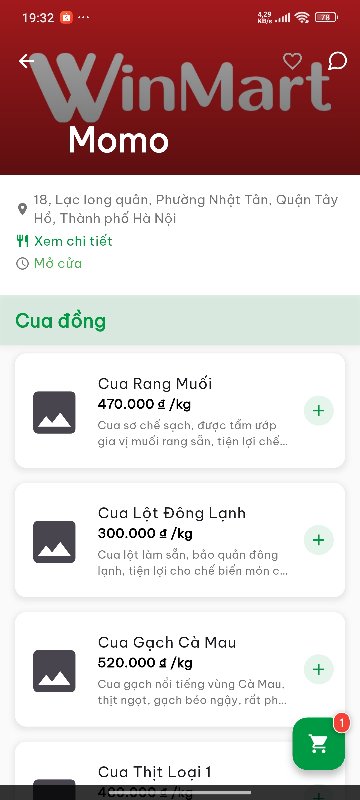 19:32
4,29
KB/s
78
WinMart
Momo
18, Lạc long quân, Phường Nhật Tân, Quận Tây
Hồ, Thành phố Hà Nội
Xem chi tiết
Mở cửa
Cua đồng
Cua Rang Muối
470.000 ₫ /kg
Cua sơ chế sạch, được tẩm ướp
gia vị muối rang sẵn, tiện lợi chế...
Cua Lột Đông Lạnh
300.000 ₫ /kg
Cua lột làm sẵn, bảo quản đông
lạnh, tiện lợi cho chế biến món c...
Cua Gạch Cà Mau
520.000 ₫ /kg
Cua gạch nổi tiếng vùng Cà Mau,
thịt ngọt, gạch béo ngậy, rất ph...
1
Cua Thịt Loại 1
480.000 ₫ /kg